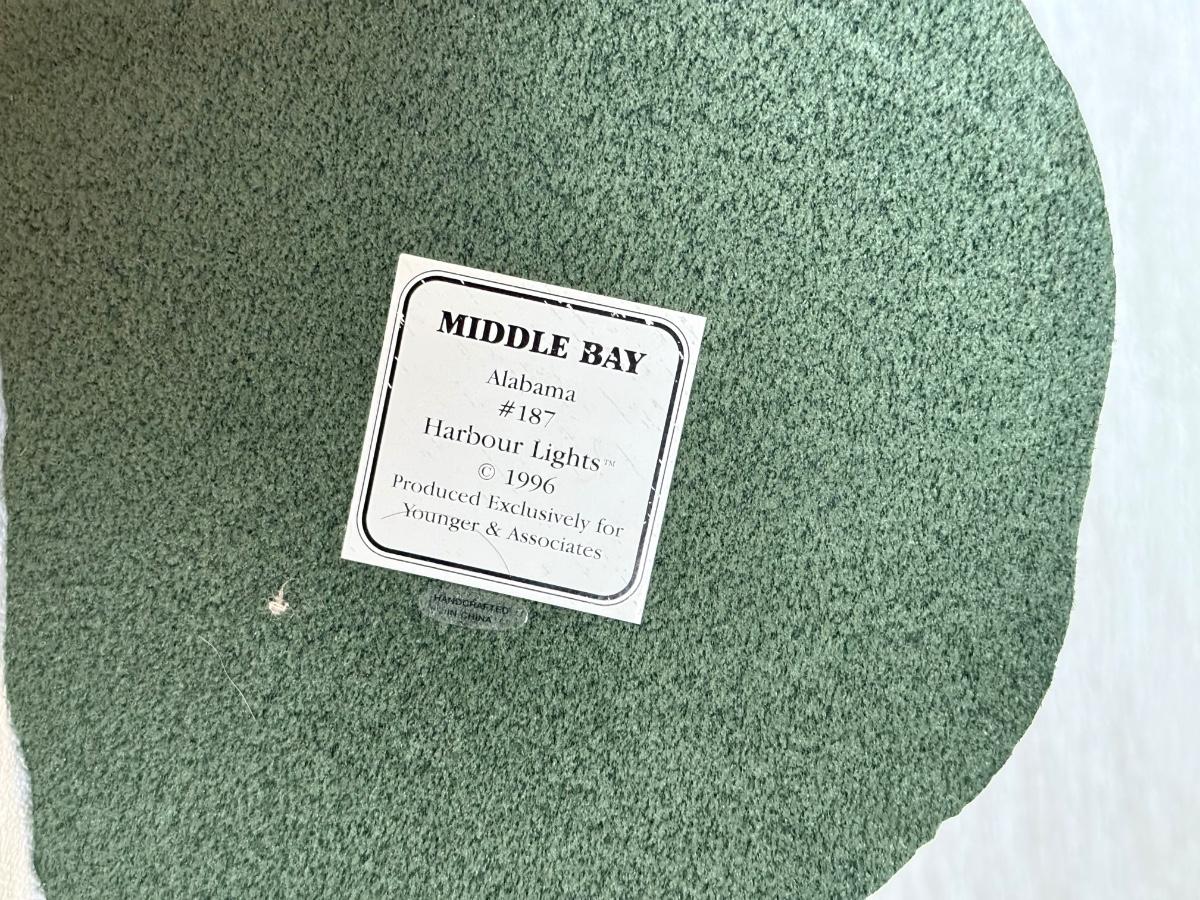 MIDDLE BAY
Alabama
#187
Harbour Lights™
© 1996
Produced Exclusively for
Younger & Associates
HANDCRAFTED
IN CHINA